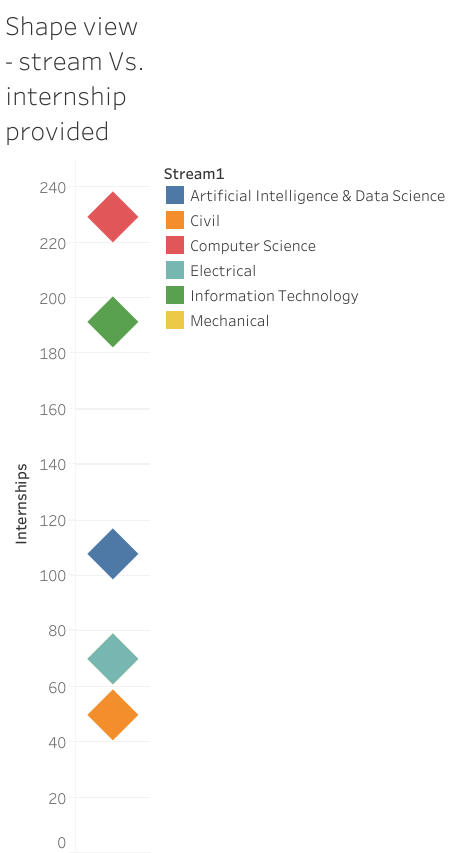 Shape view
- stream Vs.
internship
provided
Stream1
Artificial Intelligence & Data Science
Civil
Computer Science
Electrical
Information Technology
Mechanical
Internships
240
220
200
180
160
140
120
100
80
60
40
20
0